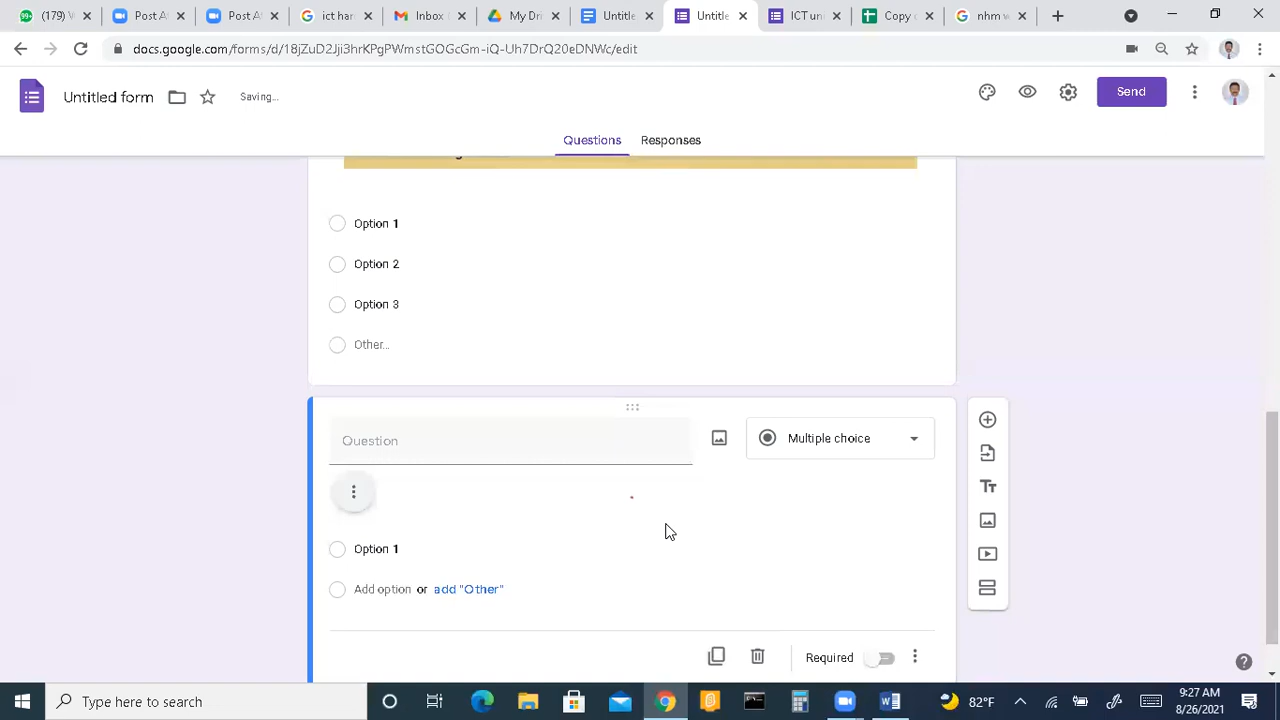 (179)
Post A
Post A
ict har
Inbox
My Dri
Untitle
Untitle
ICT u
Copy
nhm w
docs.google.com/forms/d/18jZuD2Jji3hrKPgPWmstGOGcGm-iQ-Uh7DrQ20eDNWc/edit
Untitled form
Saving...
Send
Questions
Responses
Option 1
Option 2
Option 3
Other...
Question
Multiple choice
Option 1
Add option or add "Other"
Required
Type here to search
82°F
9:27 AM
8/26/2021